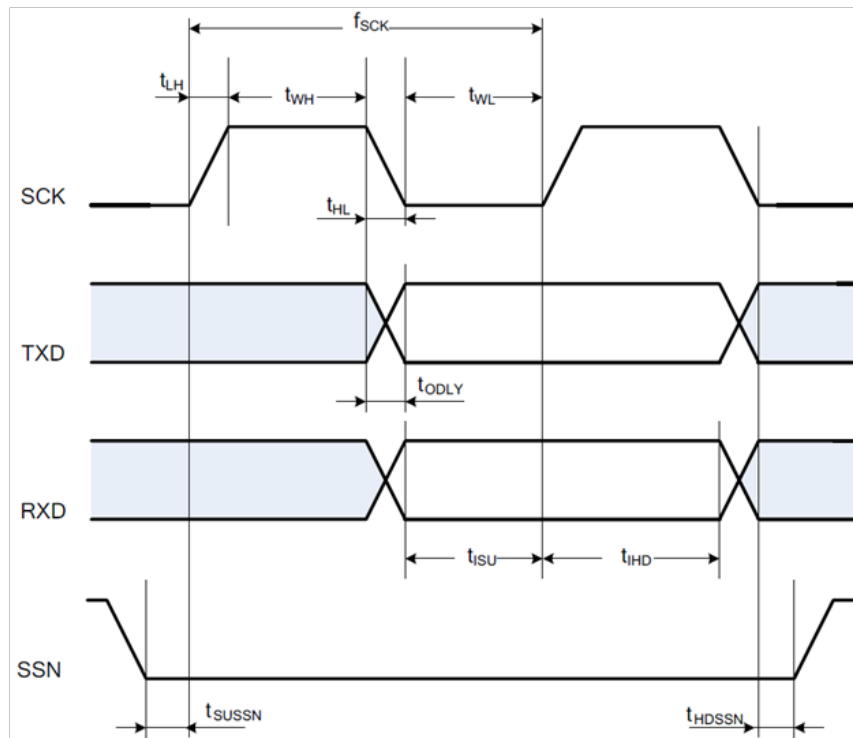 fSCK
tLH
tWH
tWL
SCK
tHL
TXD
tODLY
RXD
tISU
tIHD
SSN
tSUSSN
tHDSSN